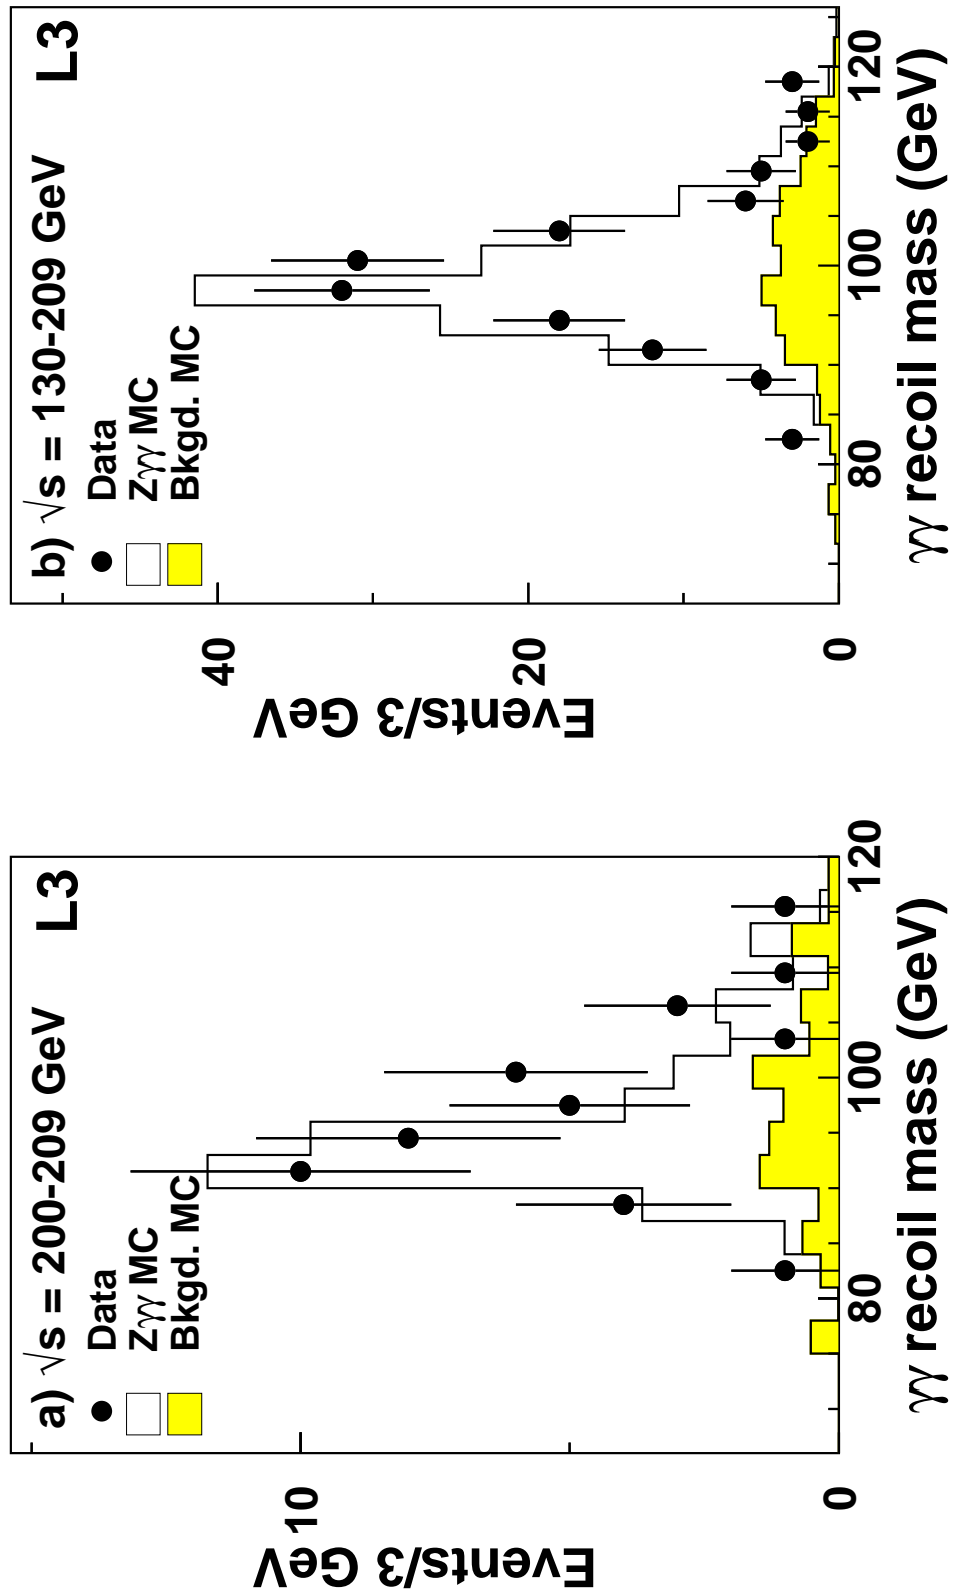 a) √s = 200-209 GeV
L3
Data
Zγγ MC
Bkgd. MC
Events/3 GeV
10
0
80
100
120
γγ recoil mass (GeV)
b) √s = 130-209 GeV
L3
Data
Zγγ MC
Bkgd. MC
Events/3 GeV
40
20
0
80
100
120
γγ recoil mass (GeV)